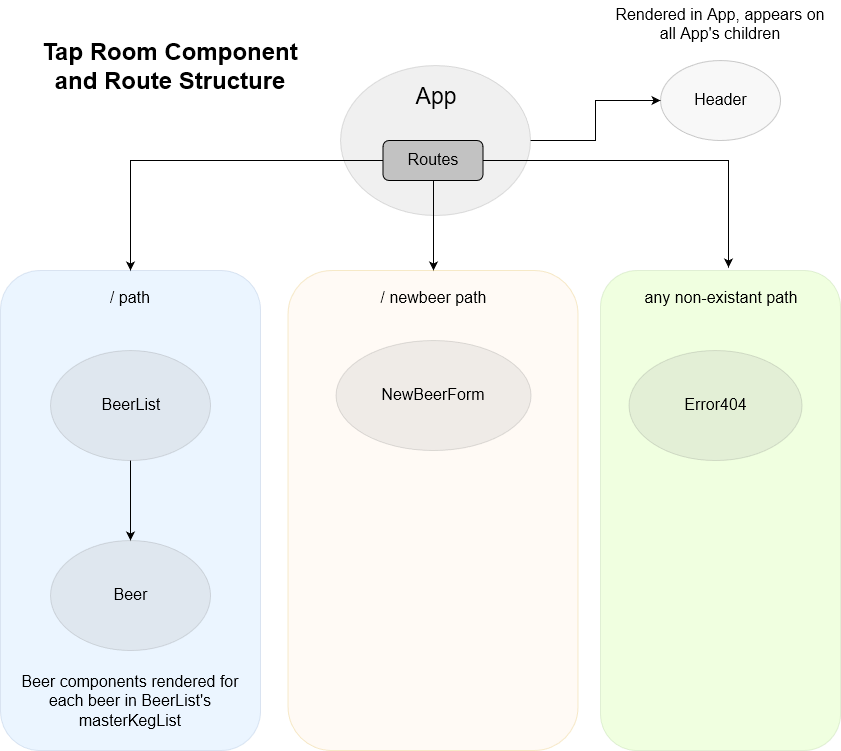 Rendered in App, appears on
all App's children
Tap Room Component
and Route Structure
App
Header
Routes
/ path
/ newbeer path
any non-existant path
BeerList
NewBeerForm
Error404
Beer
Beer components rendered for
each beer in BeerList's
masterKegList